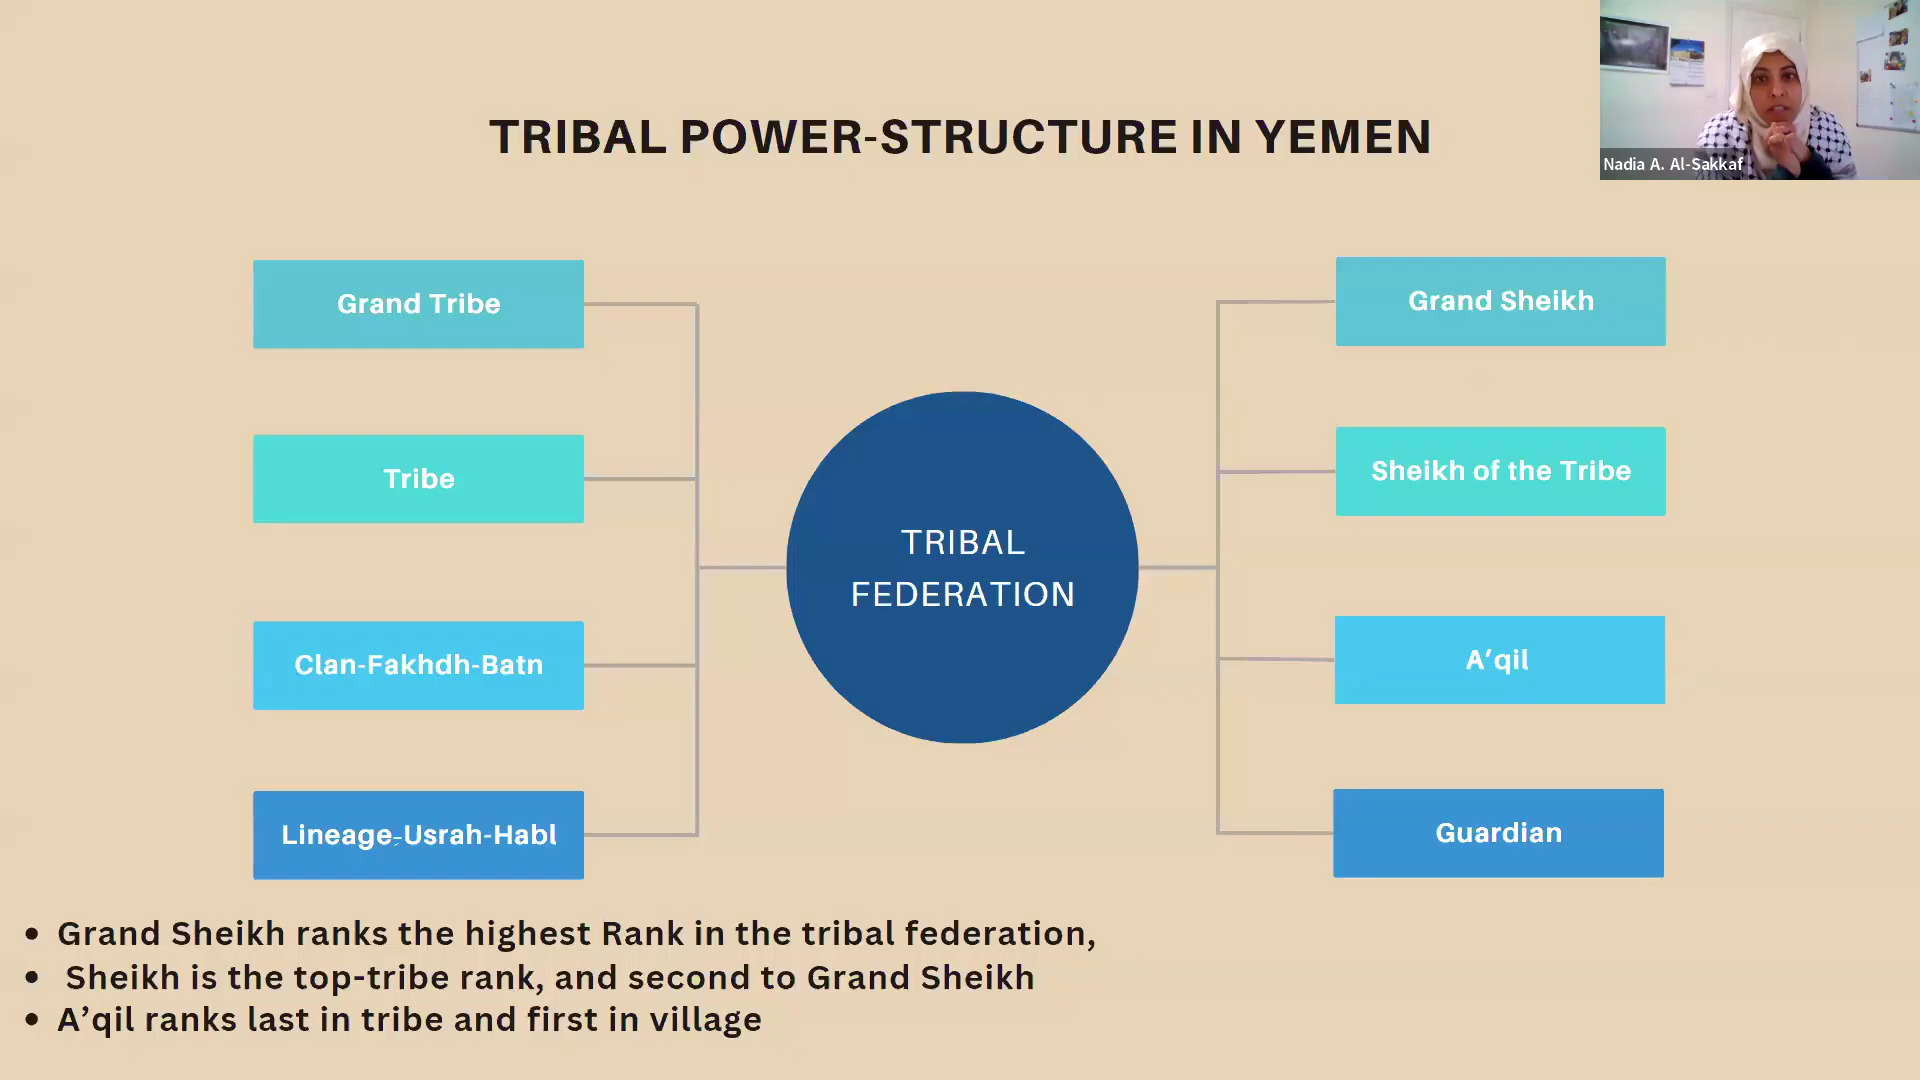 TRIBAL POWER-STRUCTURE IN YEMEN
Nadia A. Al-Sakkaf
Grand Tribe
Tribe
Clan-Fakhdh-Batn
Lineage-Usrah-Habl
TRIBAL
FEDERATION
Grand Sheikh
Sheikh of the Tribe
A’qil
Guardian
• Grand Sheikh ranks the highest Rank in the tribal federation,
• Sheikh is the top-tribe rank, and second to Grand Sheikh
• A’qil ranks last in tribe and first in village